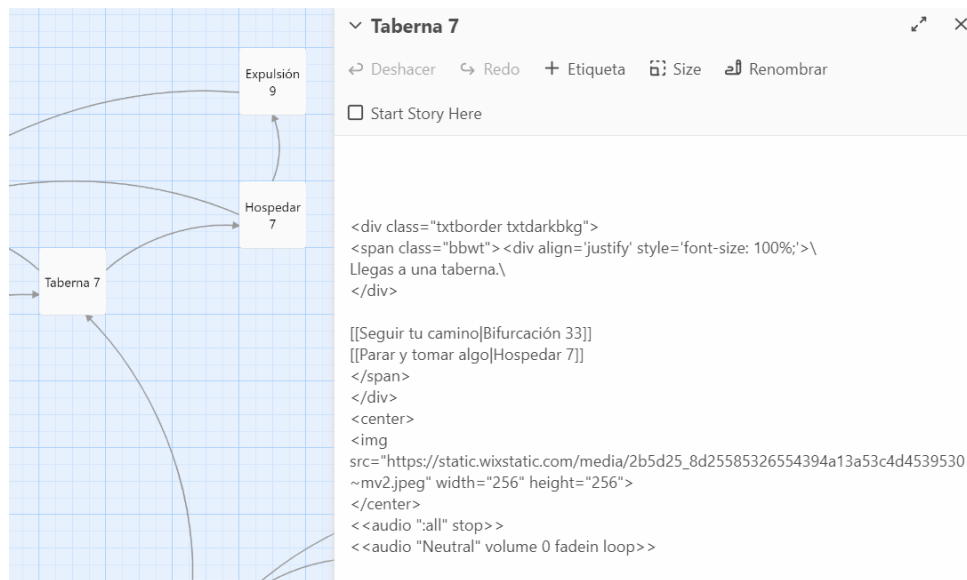 Expulsión
9
Hospedar
7
Taberna 7
Taberna 7
Deshacer Redo + Etiqueta Size Renombrar
Start Story Here
<div class="txtborder txtdarkbkg">
<span class="bbwt"><div align='justify' style='font-size: 100%;'>\
Llegas a una taberna.\
</div>
[[Seguir tu camino|Bifurcación 33]]
[[Parar y tomar algo|Hospedar 7]]
</span>
</div>
<center>
<img
src="https://static.wixstatic.com/media/2b5d25_8d25585326554394a13a53c4d4539530
~mv2.jpeg" width="256" height="256">
</center>
<<audio ":all" stop>>
<<audio "Neutral" volume 0 fadein loop>>